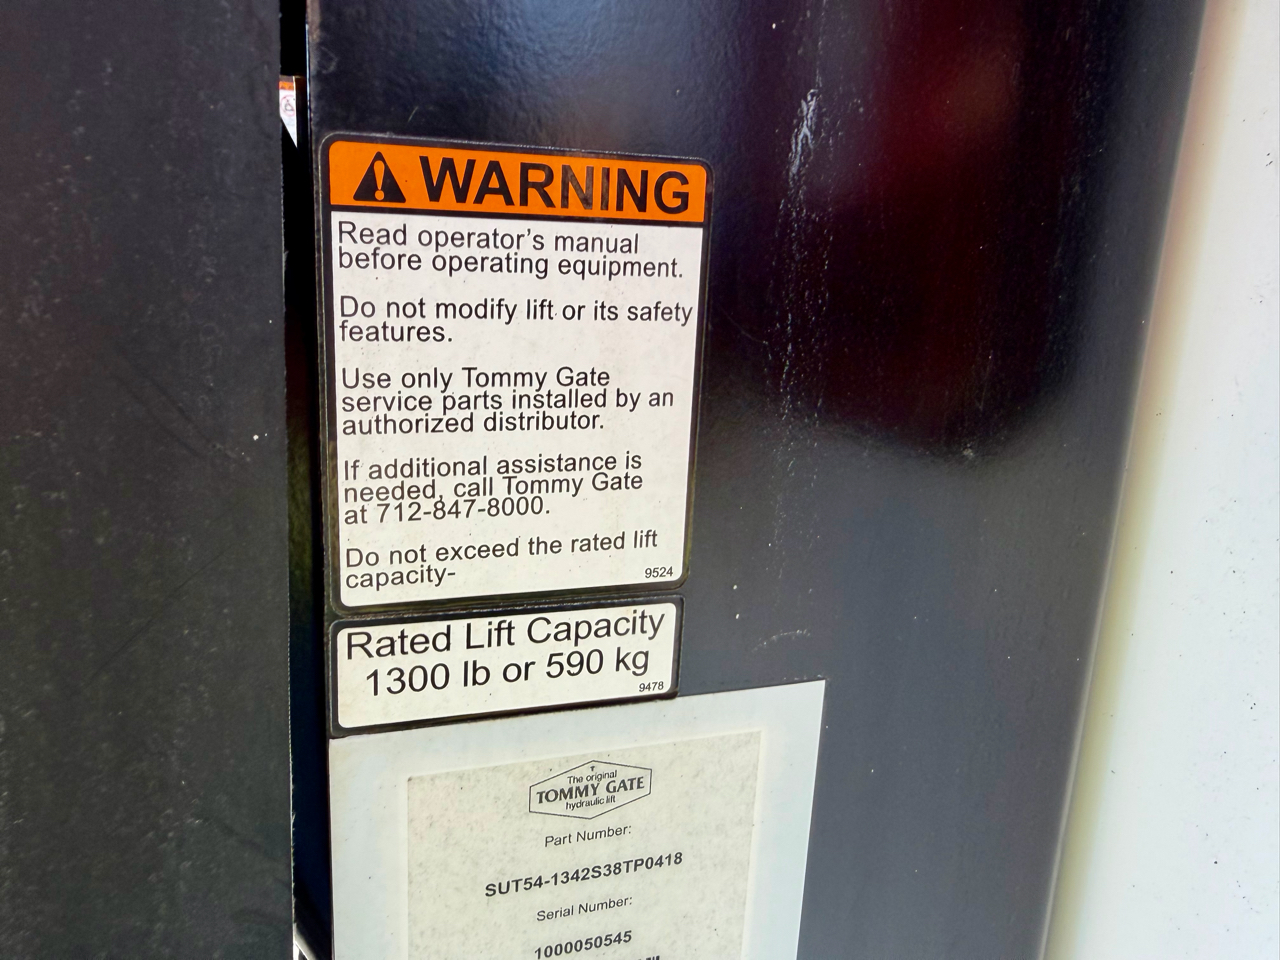 WARNING
Read operator's manual
before operating equipment.
Do not modify lift or its safety
features.
Use only Tommy Gate
service parts installed by an
authorized distributor.
If additional assistance is
needed, call Tommy Gate
at 712-847-8000.
Do not exceed the rated lift
capacity-
9524
Rated Lift Capacity
1300 lb or 590 kg
9478
The original
TOMMY GATE
hydraulic lift
Part Number:
SUT54-1342S38TP0418
Serial Number:
1000050545